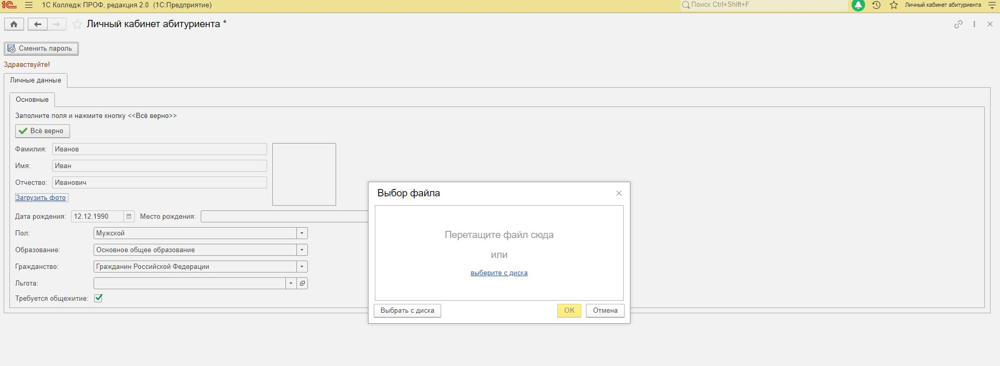 1С Колледж ПРОФ, редакция 2.0 (1С:Предприятие)
Поиск Ctrl+Shift+F
Личный кабинет абитуриента
Личный кабинет абитуриента *
Сменить пароль
Здравствуйте!
Личные данные
Основные
Заполните поля и нажмите кнопку <<Всё верно>>
Всё верно
Фамилия: Иванов
Имя: Иван
Отчество: Иванович
Загрузить фото
Дата рождения: 12.12.1990 Место рождения:
Пол: Мужской
Образование: Основное общее образование
Гражданство: Гражданин Российской Федерации
Льгота:
Требуется общежитие:
Выбор файла
Перетащите файл сюда
или
выберите с диска
Выбрать с диска ОК Отмена